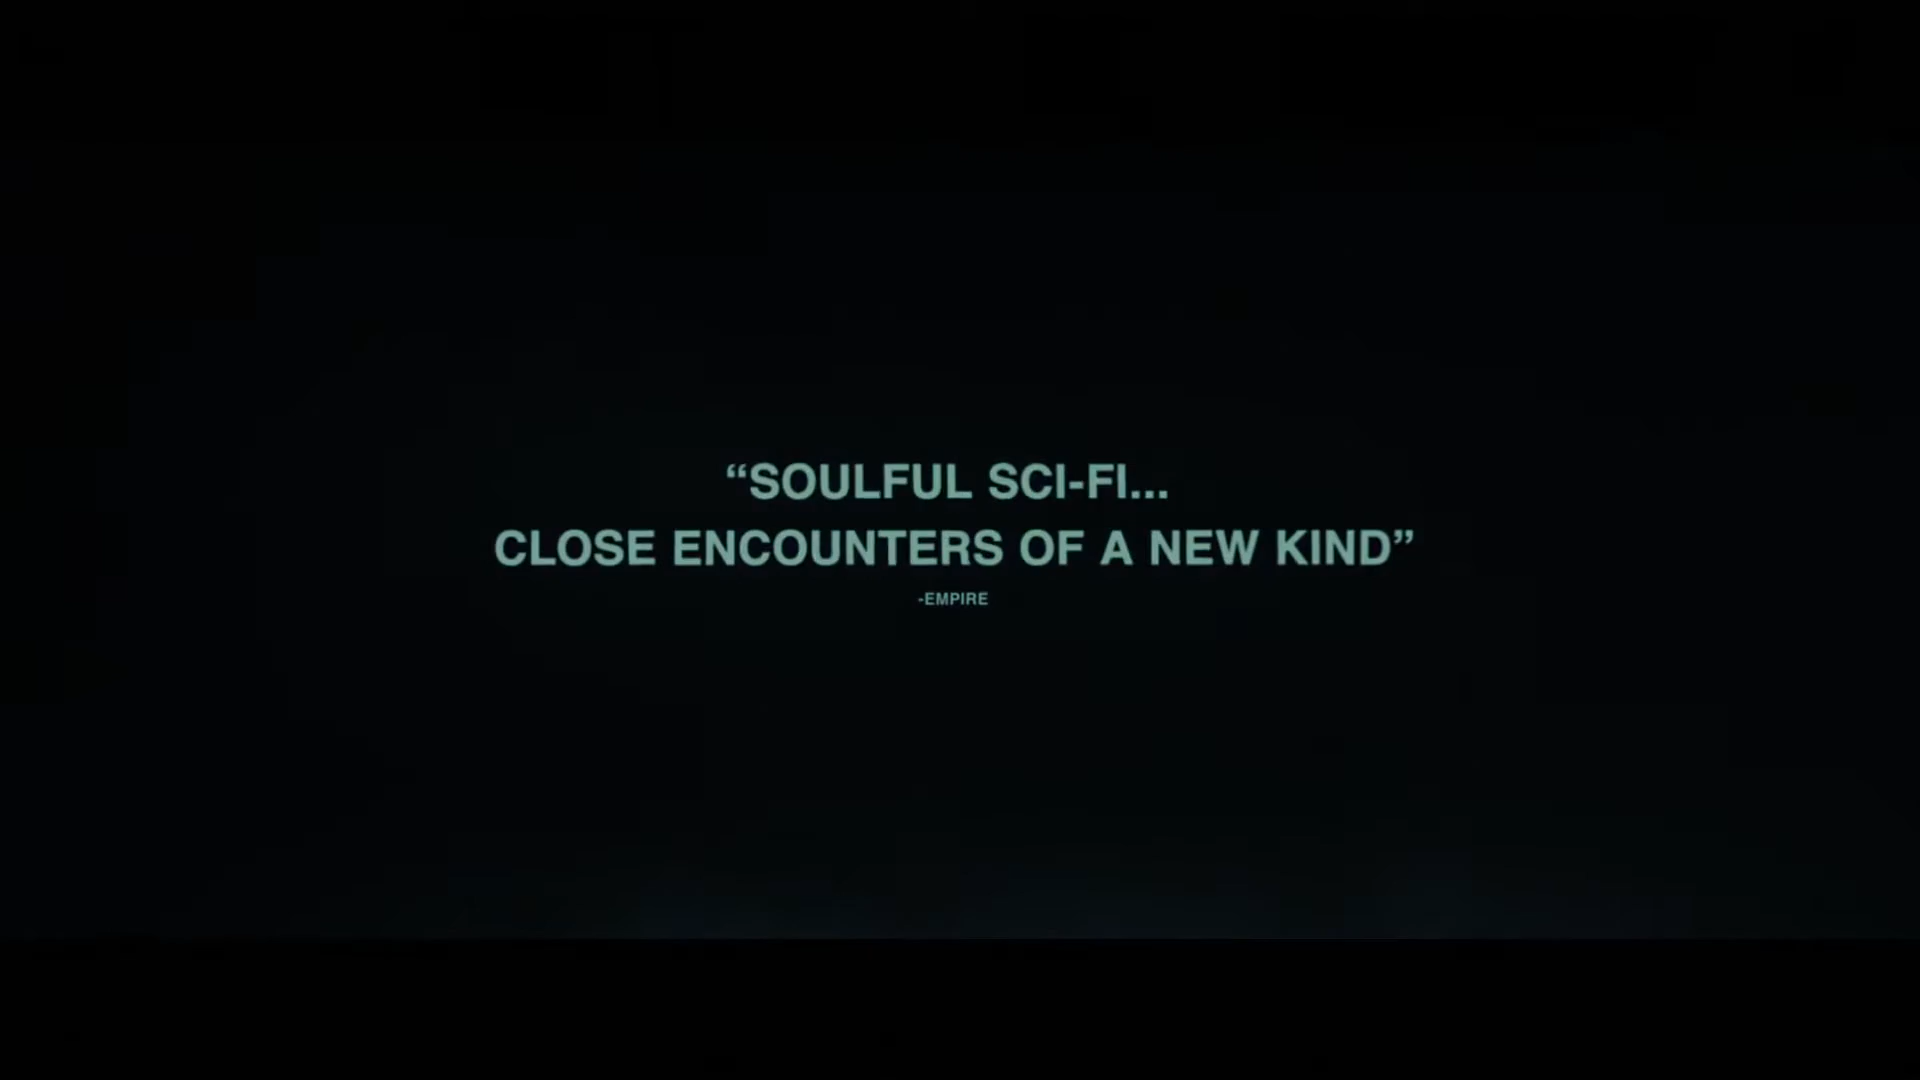 “SOULFUL SCI-FI...
CLOSE ENCOUNTERS OF A NEW KIND”
-EMPIRE